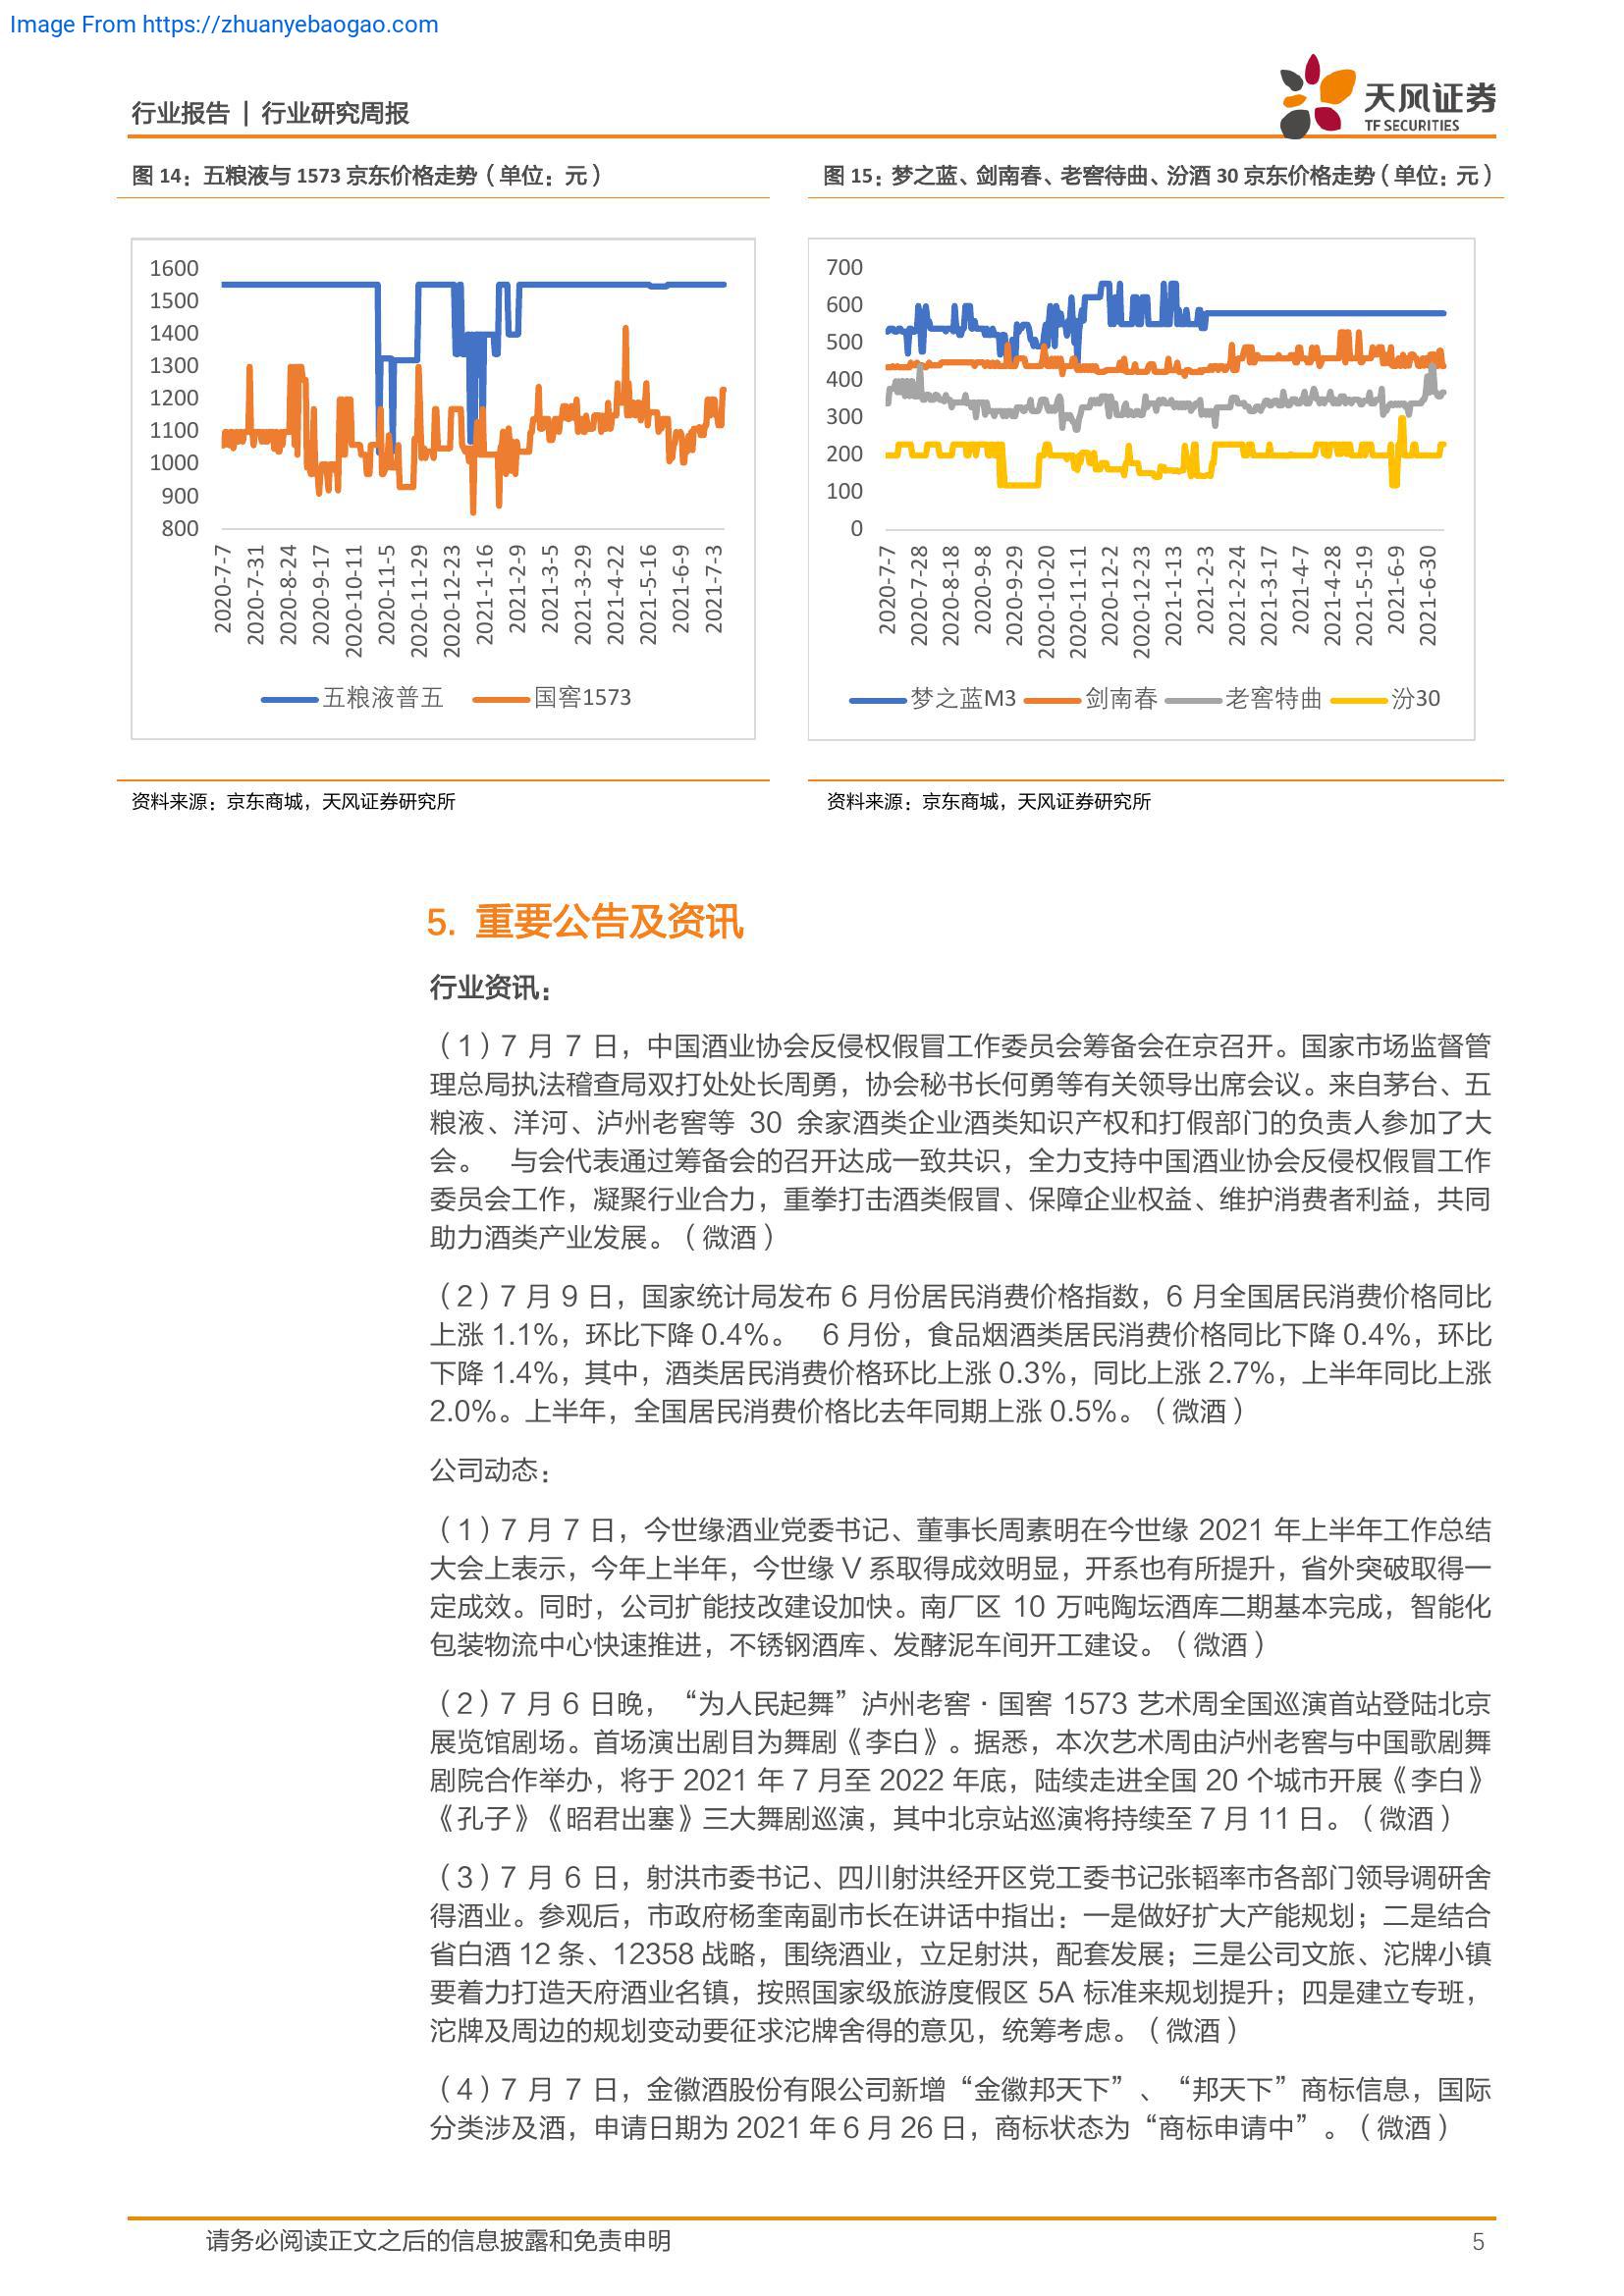 Image From https://zhuanyebaogao.com
行业报告 | 行业研究周报
天风证券
TF SECURITIES
图 14：五粮液与 1573 京东价格走势（单位：元）
图 15：梦之蓝、剑南春、老窖待曲、汾酒 30 京东价格走势（单位：元）
1600
1500
1400
1300
1200
1100
1000
900
800
2020-7-7
2020-7-31
2020-8-24
2020-9-17
2020-10-11
2020-11-5
2020-11-29
2020-12-23
2021-1-16
2021-2-9
2021-3-5
2021-3-29
2021-4-22
2021-5-16
2021-6-9
2021-7-3
五粮液普五 国窖1573
700
600
500
400
300
200
100
0
2020-7-7
2020-7-28
2020-8-18
2020-9-8
2020-9-29
2020-10-20
2020-11-11
2020-12-2
2020-12-23
2021-1-13
2021-2-3
2021-2-24
2021-3-17
2021-4-7
2021-4-28
2021-5-19
2021-6-9
2021-6-30
梦之蓝M3 剑南春 老窖特曲 汾30
资料来源：京东商城，天风证券研究所
资料来源：京东商城，天风证券研究所
5. 重要公告及资讯
行业资讯：
（1）7 月 7 日，中国酒业协会反侵权假冒工作委员会筹备会在京召开。国家市场监督管
理总局执法稽查局双打处处长周勇，协会秘书长何勇等有关领导出席会议。来自茅台、五
粮液、洋河、泸州老窖等 30 余家酒类企业酒类知识产权和打假部门的负责人参加了大
会。 与会代表通过筹备会的召开达成一致共识，全力支持中国酒业协会反侵权假冒工作
委员会工作，凝聚行业合力，重拳打击酒类假冒、保障企业权益、维护消费者利益，共同
助力酒类产业发展。（微酒）
（2）7 月 9 日，国家统计局发布 6 月份居民消费价格指数，6 月全国居民消费价格同比
上涨 1.1%，环比下降 0.4%。 6 月份，食品烟酒类居民消费价格同比下降 0.4%，环比
下降 1.4%，其中，酒类居民消费价格环比上涨 0.3%，同比上涨 2.7%，上半年同比上涨
2.0%。上半年，全国居民消费价格比去年同期上涨 0.5%。（微酒）
公司动态：
（1）7 月 7 日，今世缘酒业党委书记、董事长周素明在今世缘 2021 年上半年工作总结
大会上表示，今年上半年，今世缘 V 系取得成效明显，开系也有所提升，省外突破取得一
定成效。同时，公司扩能技改建设加快。南厂区 10 万吨陶坛酒库二期基本完成，智能化
包装物流中心快速推进，不锈钢酒库、发酵泥车间开工建设。（微酒）
（2）7 月 6 日晚，“为人民起舞”泸州老窖·国窖 1573 艺术周全国巡演首站登陆北京
展览馆剧场。首场演出剧目为舞剧《李白》。据悉，本次艺术周由泸州老窖与中国歌剧舞
剧院合作举办，将于 2021 年 7 月至 2022 年底，陆续走进全国 20 个城市开展《李白》
《孔子》《昭君出塞》三大舞剧巡演，其中北京站巡演将持续至 7 月 11 日。（微酒）
（3）7 月 6 日，射洪市委书记、四川射洪经开区党工委书记张韬率市各部门领导调研舍
得酒业。参观后，市政府杨奎南副市长在讲话中指出：一是做好扩大产能规划；二是结合
省白酒 12 条、12358 战略，围绕酒业，立足射洪，配套发展；三是公司文旅、沱牌小镇
要着力打造天府酒业名镇，按照国家级旅游度假区 5A 标准来规划提升；四是建立专班，
沱牌及周边的规划变动要征求沱牌舍得的意见，统筹考虑。（微酒）
（4）7 月 7 日，金徽酒股份有限公司新增“金徽邦天下”、“邦天下”商标信息，国际
分类涉及酒，申请日期为 2021 年 6 月 26 日，商标状态为“商标申请中”。（微酒）
请务必阅读正文之后的信息披露和免责申明
5